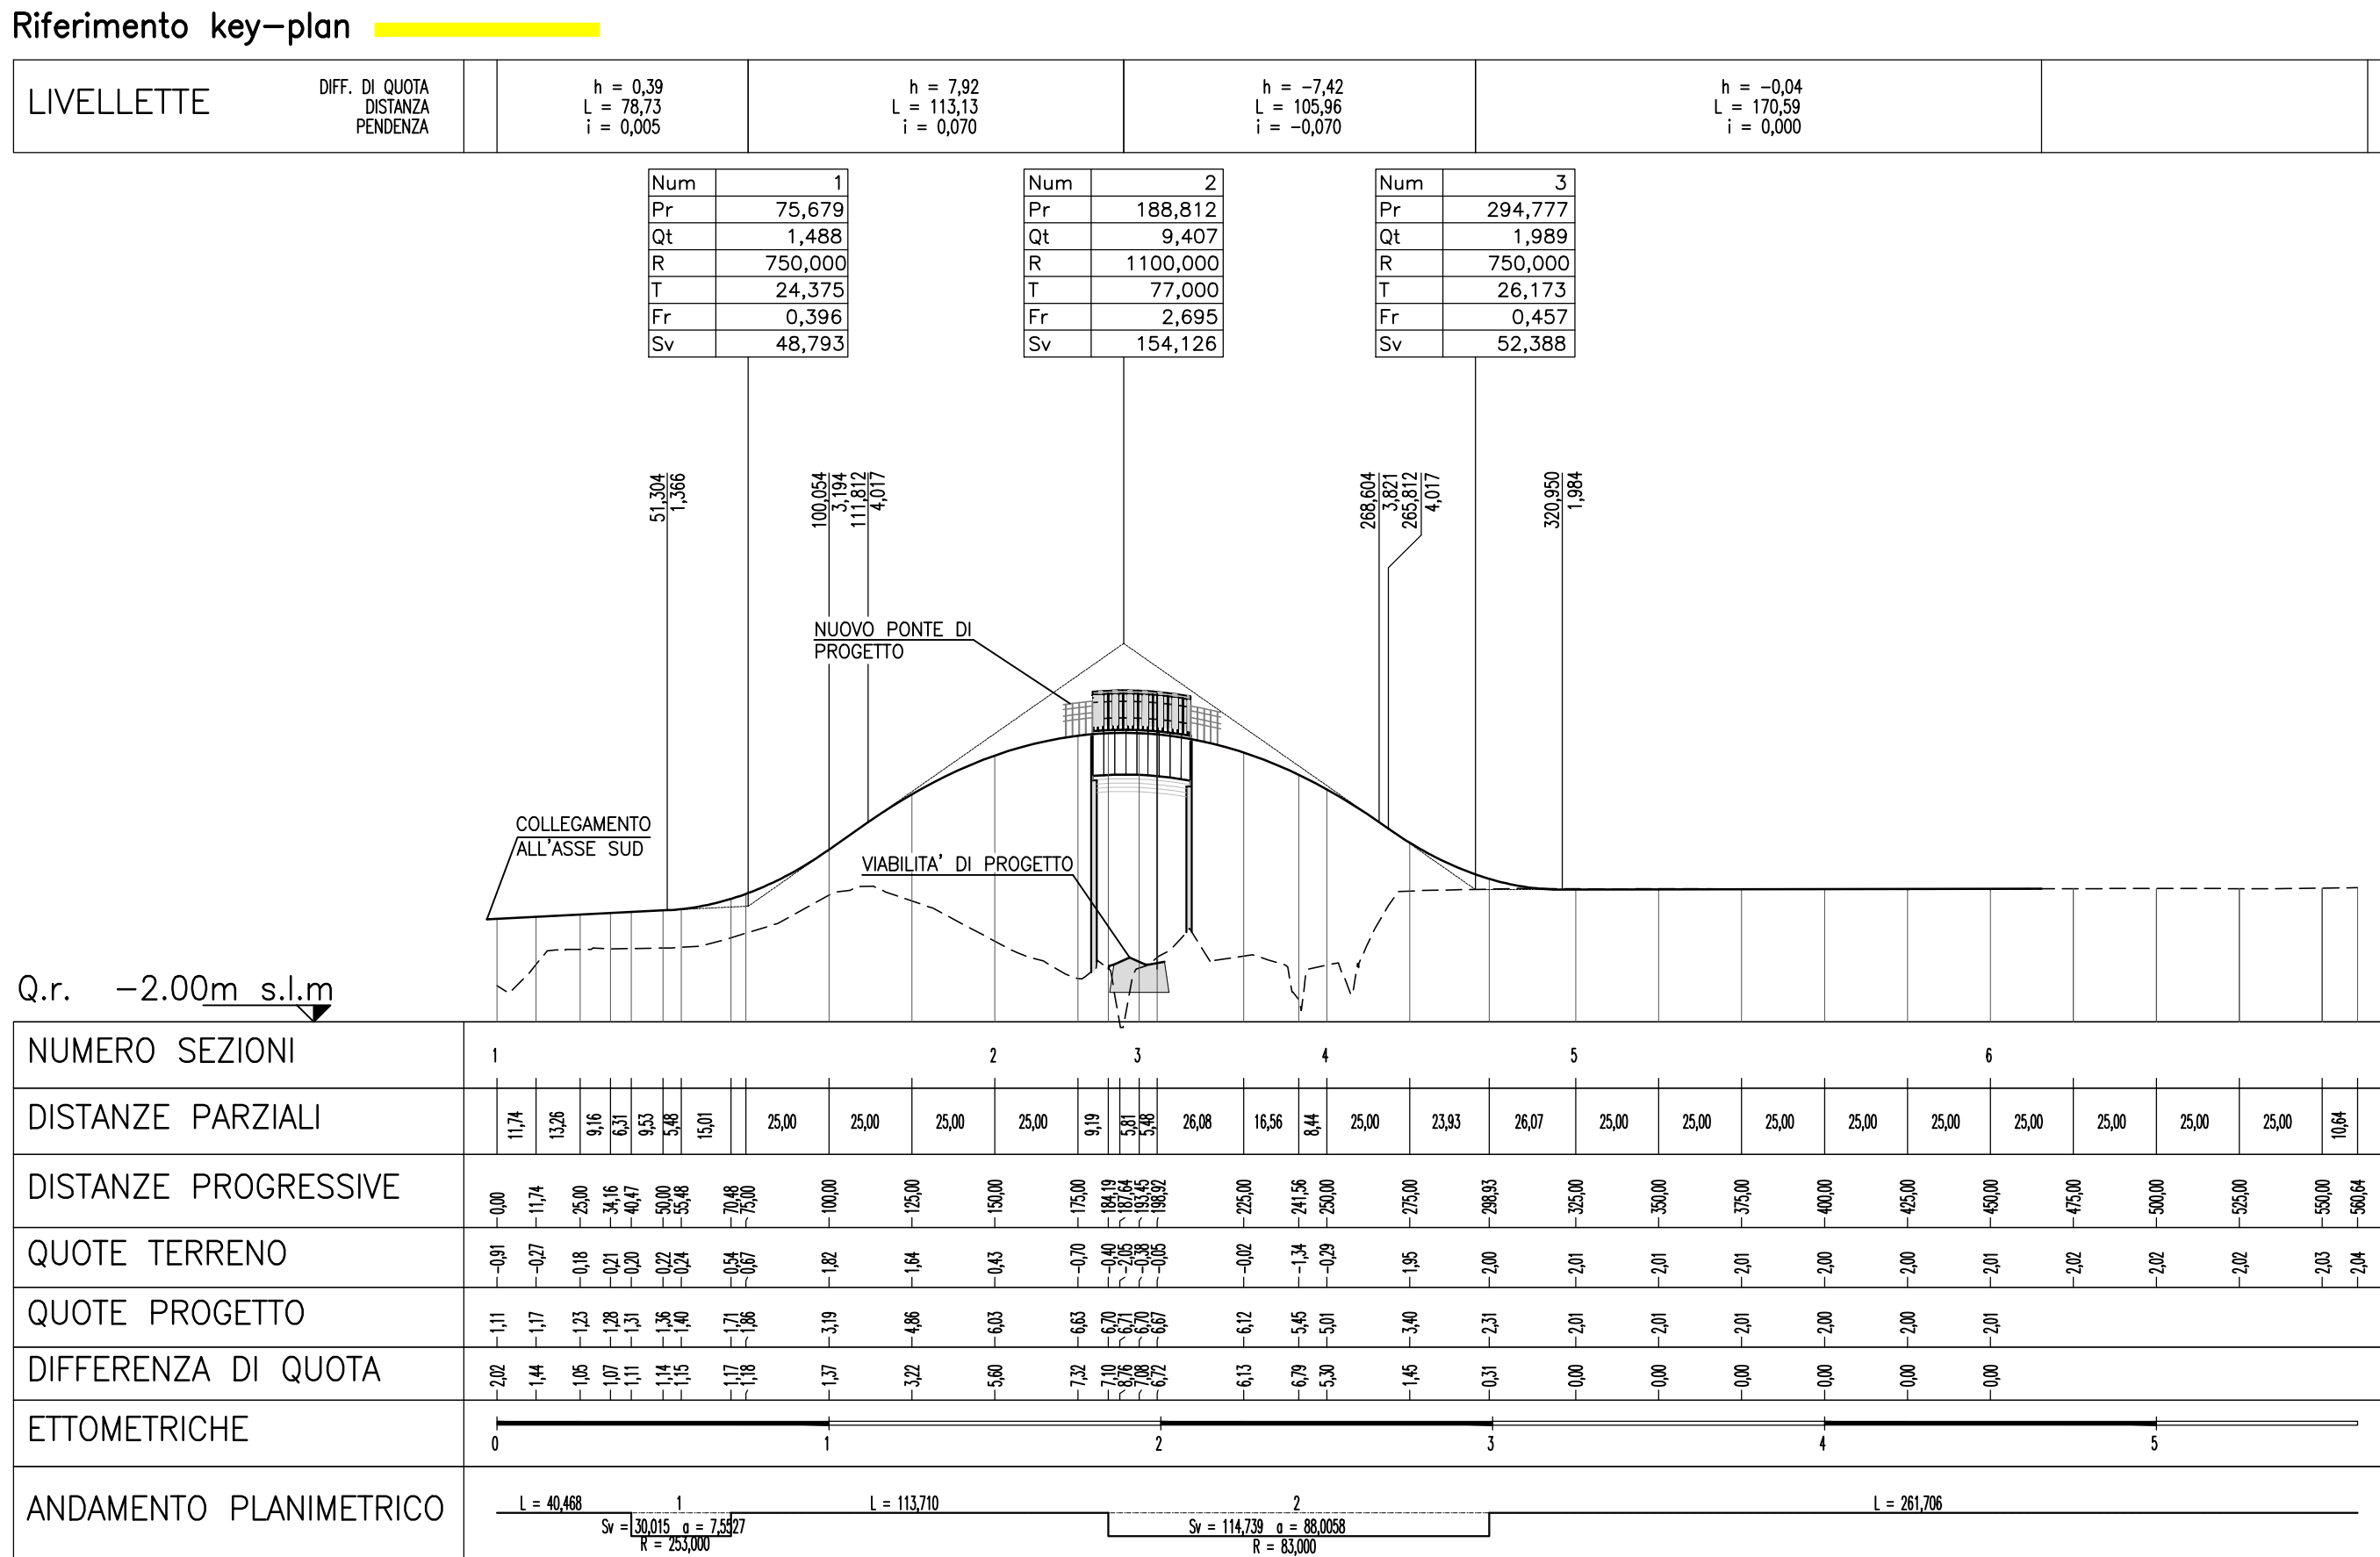 Riferimento key-plan
LIVELLETTE
DIFF. DI QUOTA
DISTANZA
PENDENZA
h = 0,39
L = 78,73
i = 0,005
h = 7,92
L = 113,13
i = 0,070
h = -7,42
L = 105,96
i = -0,070
h = -0,04
L = 170,59
i = 0,000
Num 1
Pr 75,679
Qt 1,488
R 750,000
T 24,375
Fr 0,396
Sv 48,793
Num 2
Pr 188,812
Qt 9,407
R 1100,000
T 77,000
Fr 2,695
Sv 154,126
Num 3
Pr 294,777
Qt 1,989
R 750,000
T 26,173
Fr 0,457
Sv 52,388
51,304
1,366
100,054
3,194
111,812
4,017
268,604
3,821
265,812
4,017
320,950
1,984
NUOVO PONTE DI
PROGETTO
COLLEGAMENTO
ALL'ASSE SUD
VIABILITA' DI PROGETTO
Q.r. -2.00m s.l.m
NUMERO SEZIONI 1 2 3 4 5 6
DISTANZE PARZIALI 11,74 13,26 9,16 6,31 9,53 5,48 15,01 25,00 25,00 25,00 25,00 9,19 5,81 5,48 26,08 16,56 8,44 25,00 23,93 26,07 25,00 25,00 25,00 25,00 25,00 25,00 25,00 25,00 25,00 10,64
DISTANZE PROGRESSIVE 0,00 11,74 25,00 34,16 40,47 50,00 55,48 70,48 75,00 100,00 125,00 150,00 175,00 184,19 187,64 193,45 198,92 225,00 241,56 250,00 275,00 298,93 325,00 350,00 375,00 400,00 425,00 450,00 475,00 500,00 525,00 550,00 560,64
QUOTE TERRENO -0,91 -0,27 0,18 0,21 0,20 0,22 0,24 0,54 0,67 1,82 1,64 0,43 -0,70 -0,40 -2,05 -0,38 -0,05 -0,02 -1,34 -0,29 1,95 2,00 2,01 2,01 2,01 2,00 2,00 2,01 2,02 2,02 2,02 2,03 2,04
QUOTE PROGETTO 1,11 1,17 1,23 1,28 1,31 1,36 1,40 1,71 1,86 3,19 4,86 6,03 6,63 6,70 6,71 6,70 6,67 6,12 5,45 5,01 3,40 2,31 2,01 2,01 2,01 2,00 2,00 2,01
DIFFERENZA DI QUOTA 2,02 1,44 1,05 1,07 1,11 1,14 1,15 1,17 1,18 1,37 3,22 5,60 7,32 7,10 8,76 7,08 6,72 6,13 6,79 5,30 1,45 0,31 0,00 0,00 0,00 0,00 0,00 0,00
ETTOMETRICHE 0 1 2 3 4 5
ANDAMENTO PLANIMETRICO
L = 40,468
1
Sv = 30,015 a = 7,5527
R = 253,000
L = 113,710
2
Sv = 114,739 a = 88,0058
R = 83,000
L = 261,706